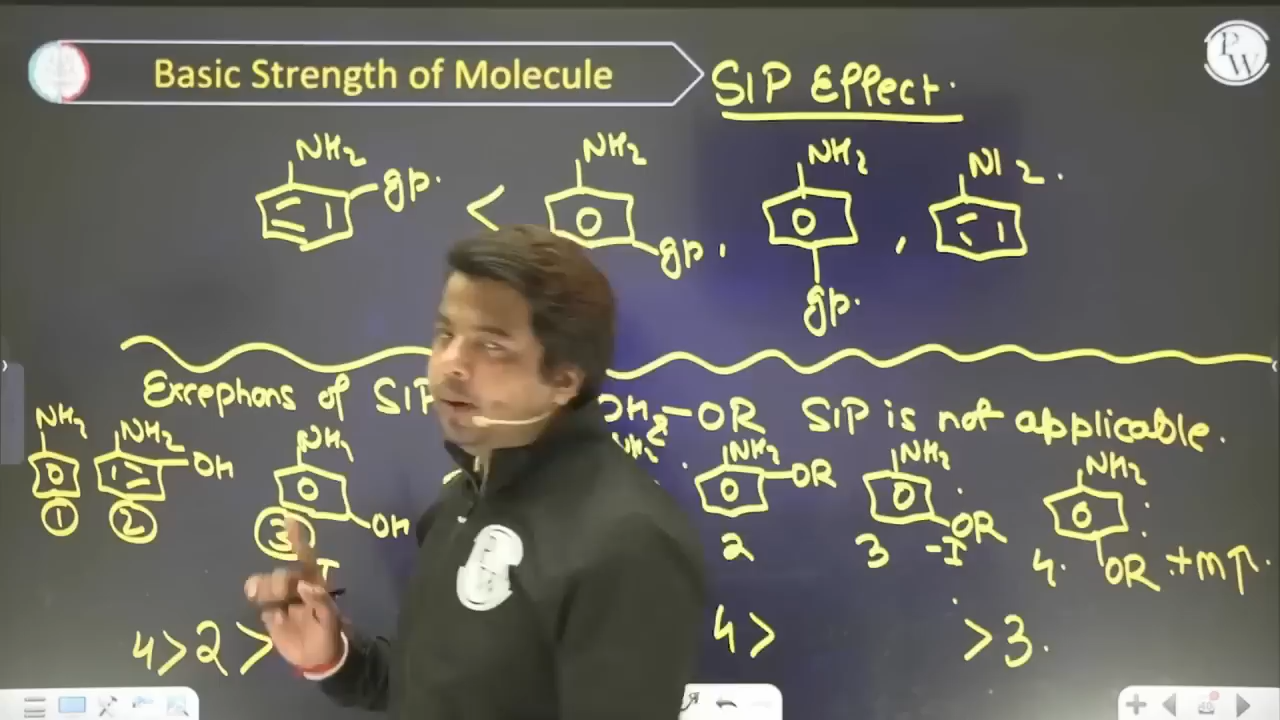 Basic Strength of Molecule
SIP Effect.
PW
NH2
gp.
<
NH2
gp.
,
NH2
gp.
,
NH2.
Exceptions of SIP
OR SIP is not applicable.
NH2
1
NH2
OH
2
NH2
OH
3
NH2
OR
2
NH2
OR
3
-I
NH2
OR
4.
+m↑.
4>2>
4>
>3.